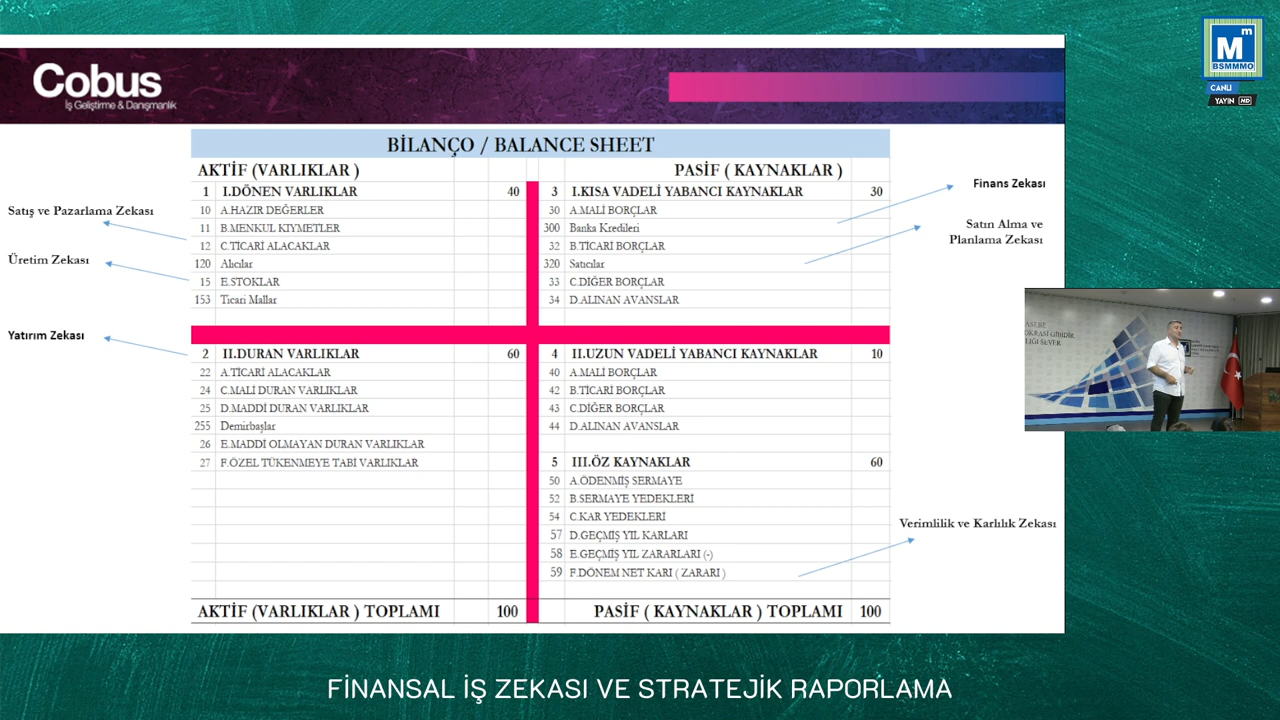 Cobus
İş Geliştirme & Danışmanlık
M m
BSMMMO
CANLI
YAYIN HD
BİLANÇO / BALANCE SHEET
AKTİF (VARLIKLAR ) PASİF ( KAYNAKLAR )
1 I.DÖNEN VARLIKLAR 40 3 I.KISA VADELİ YABANCI KAYNAKLAR 30
10 A.HAZIR DEĞERLER 30 A.MALİ BORÇLAR
11 B.MENKUL KIYMETLER 300 Banka Kredileri
12 C.TİCARİ ALACAKLAR 32 B.TİCARİ BORÇLAR
120 Alıcılar 320 Satıcılar
15 E.STOKLAR 33 C.DİĞER BORÇLAR
153 Ticari Mallar 34 D.ALINAN AVANSLAR
2 II.DURAN VARLIKLAR 60 4 II.UZUN VADELİ YABANCI KAYNAKLAR 10
22 A.TİCARİ ALACAKLAR 40 A.MALİ BORÇLAR
24 C.MALİ DURAN VARLIKLAR 42 B.TİCARİ BORÇLAR
25 D.MADDİ DURAN VARLIKLAR 43 C.DİĞER BORÇLAR
255 Demirbaşlar 44 D.ALINAN AVANSLAR
26 E.MADDİ OLMAYAN DURAN VARLIKLAR
27 F.ÖZEL TÜKENMEYE TABİ VARLIKLAR 5 III.ÖZ KAYNAKLAR 60
50 A.ÖDENMİŞ SERMAYE
52 B.SERMAYE YEDEKLERİ
54 C.KAR YEDEKLERİ
57 D.GEÇMİŞ YIL KARLARI
58 E.GEÇMİŞ YIL ZARARLARI (-)
59 F.DÖNEM NET KARI ( ZARARI )
AKTİF (VARLIKLAR ) TOPLAMI 100 PASİF ( KAYNAKLAR ) TOPLAMI 100
Satış ve Pazarlama Zekası
Üretim Zekası
Yatırım Zekası
Finans Zekası
Satın Alma ve
Planlama Zekası
Verimlilik ve Karlılık Zekası
FİNANSAL İŞ ZEKASI VE STRATEJİK RAPORLAMA